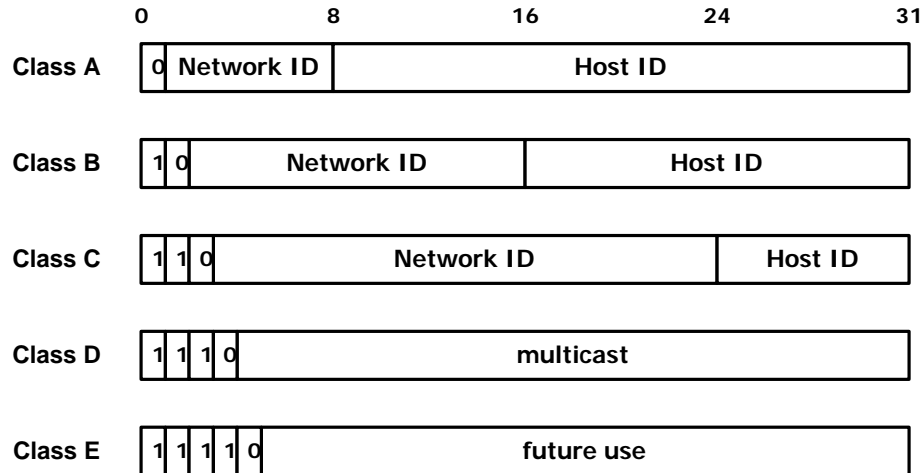 0 8 16 24 31
Class A 0 Network ID Host ID
Class B 1 0 Network ID Host ID
Class C 1 1 0 Network ID Host ID
Class D 1 1 1 0 multicast
Class E 1 1 1 1 0 future use